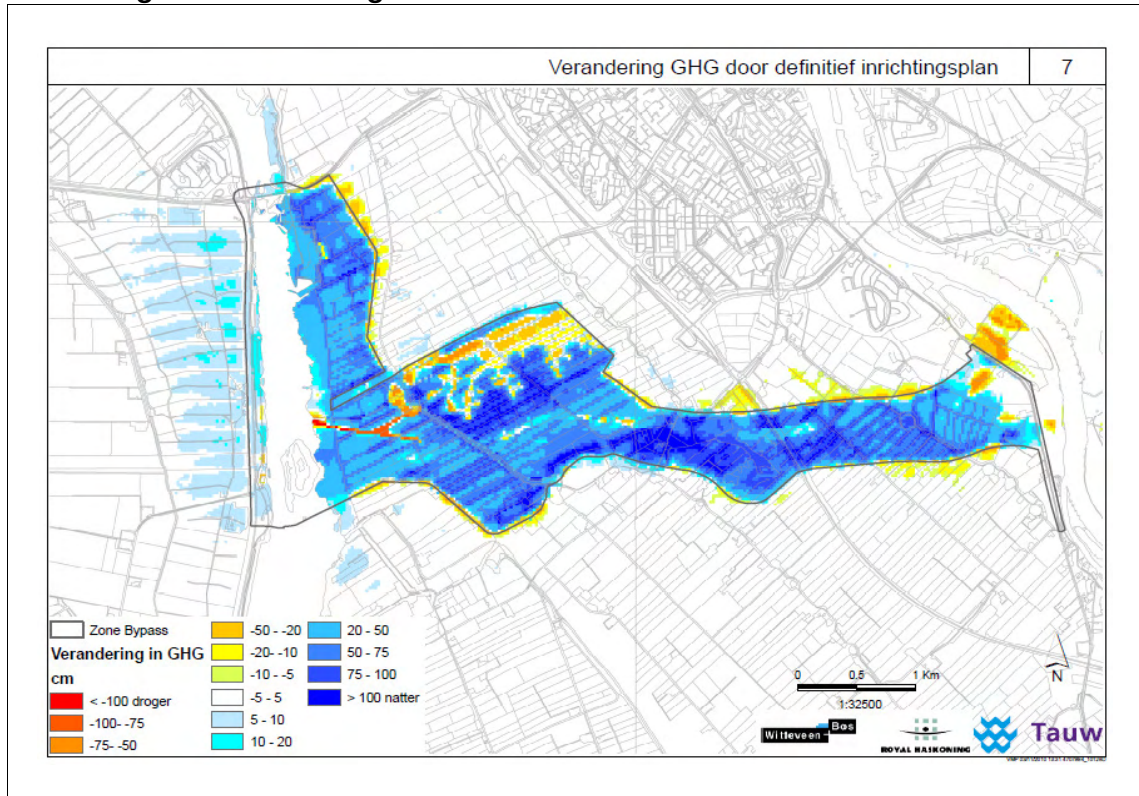 Verandering GHG door definitief inrichtingsplan 7
Zone Bypass
Verandering in GHG
cm
< -100 droger
-100- -75
-75- -50
-50 - -20
-20- -10
-10 - -5
-5 - 5
5 - 10
10 - 20
20 - 50
50 - 75
75 - 100
> 100 natter
0 0.5 1 Km
1:32500
N
Witteveen Bos
ROYAL HASKONING
Tauw